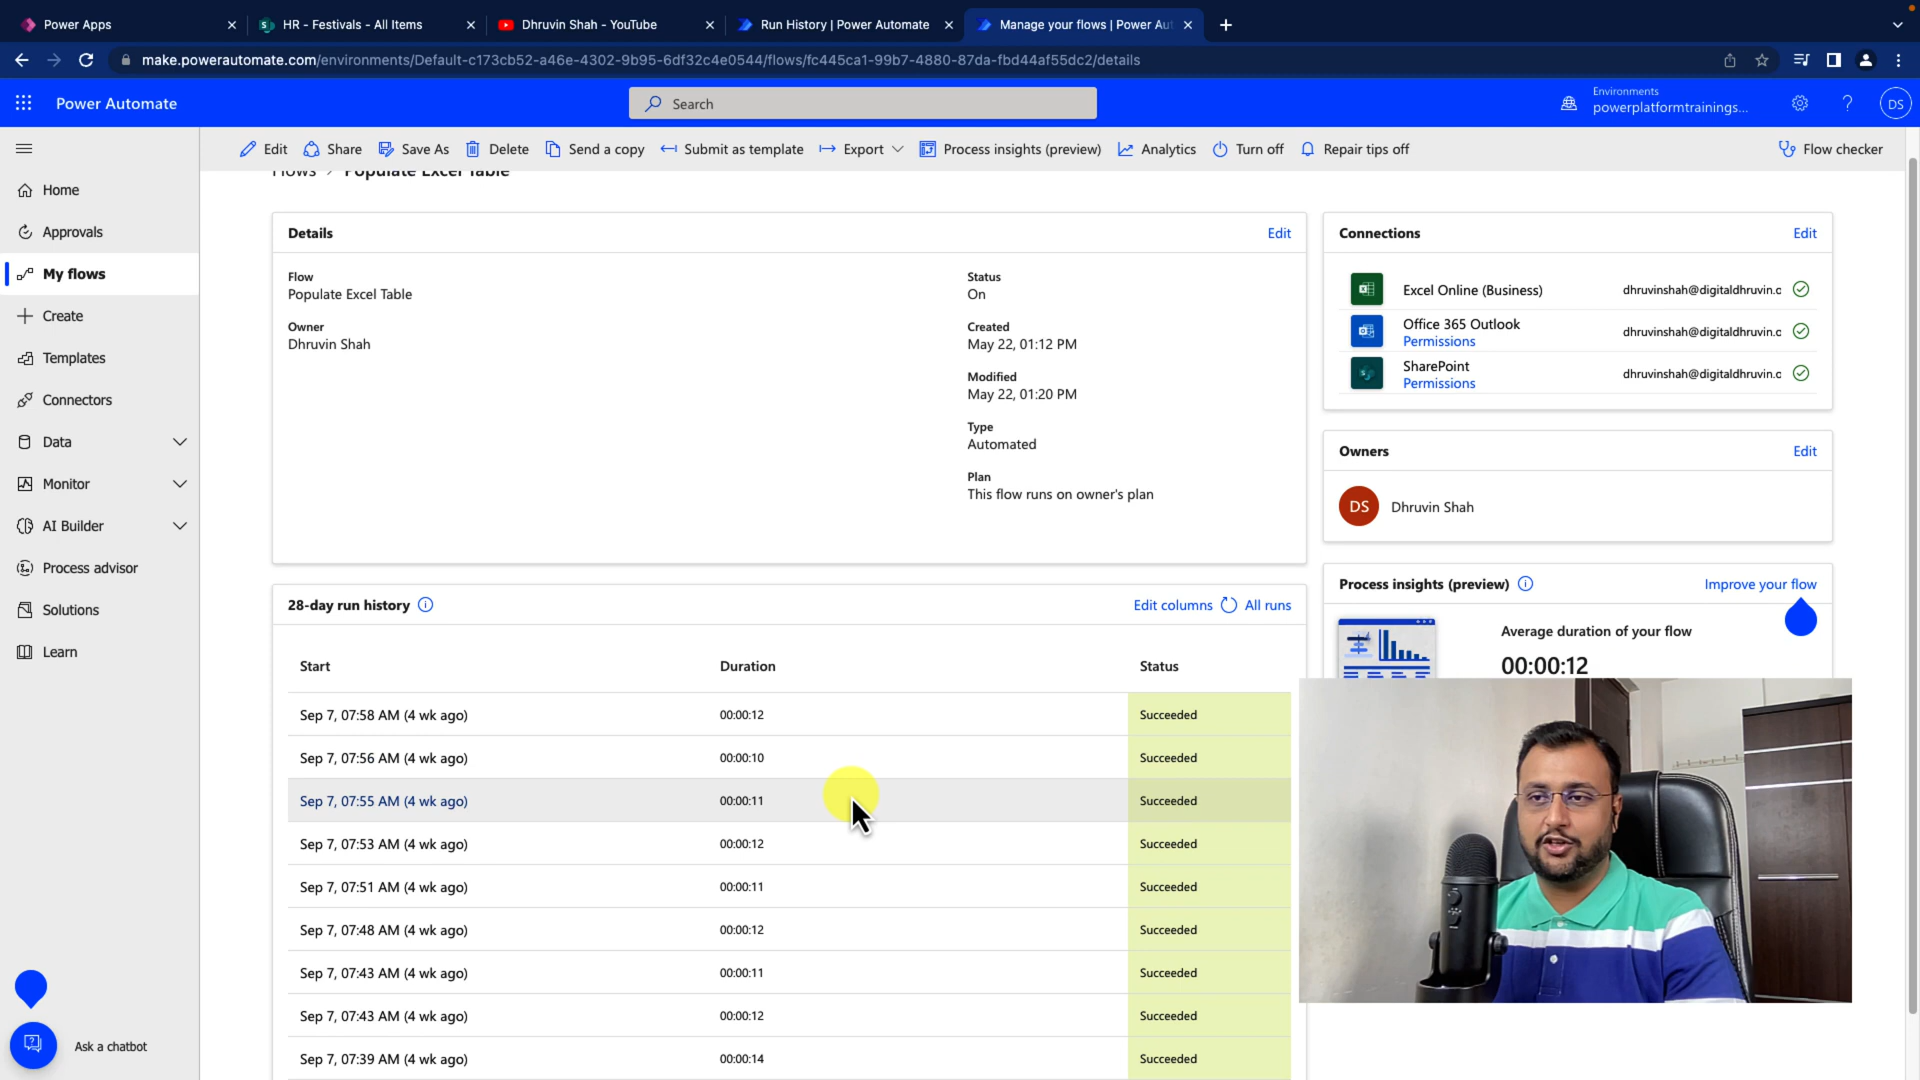 Power Apps
HR - Festivals - All Items
Dhruvin Shah - YouTube
Run History | Power Automate
Manage your flows | Power Au
make.powerautomate.com/environments/Default-c173cb52-a46e-4302-9b95-6df32c4e0544/flows/fc445ca1-99b7-4880-87da-fbd44af55dc2/details
Power Automate
Search
Environments
powerplatformtrainings...
?
DS
Edit
Share
Save As
Delete
Send a copy
Submit as template
Export
Process insights (preview)
Analytics
Turn off
Repair tips off
Flow checker
Home
Approvals
My flows
Create
Templates
Connectors
Data
Monitor
AI Builder
Process advisor
Solutions
Learn
Ask a chatbot
Flows > Populate Excel Table
Details
Edit
Flow
Populate Excel Table
Owner
Dhruvin Shah
Status
On
Created
May 22, 01:12 PM
Modified
May 22, 01:20 PM
Type
Automated
Plan
This flow runs on owner's plan
28-day run history
Edit columns
All runs
Start Duration Status
Sep 7, 07:58 AM (4 wk ago) 00:00:12 Succeeded
Sep 7, 07:56 AM (4 wk ago) 00:00:10 Succeeded
Sep 7, 07:55 AM (4 wk ago) 00:00:11 Succeeded
Sep 7, 07:53 AM (4 wk ago) 00:00:12 Succeeded
Sep 7, 07:51 AM (4 wk ago) 00:00:11 Succeeded
Sep 7, 07:48 AM (4 wk ago) 00:00:12 Succeeded
Sep 7, 07:43 AM (4 wk ago) 00:00:11 Succeeded
Sep 7, 07:43 AM (4 wk ago) 00:00:12 Succeeded
Sep 7, 07:39 AM (4 wk ago) 00:00:14 Succeeded
Connections
Edit
Excel Online (Business) dhruvinshah@digitaldhruvin.c
Office 365 Outlook
Permissions
dhruvinshah@digitaldhruvin.c
SharePoint
Permissions
dhruvinshah@digitaldhruvin.c
Owners
Edit
DS
Dhruvin Shah
Process insights (preview)
Improve your flow
Average duration of your flow
00:00:12